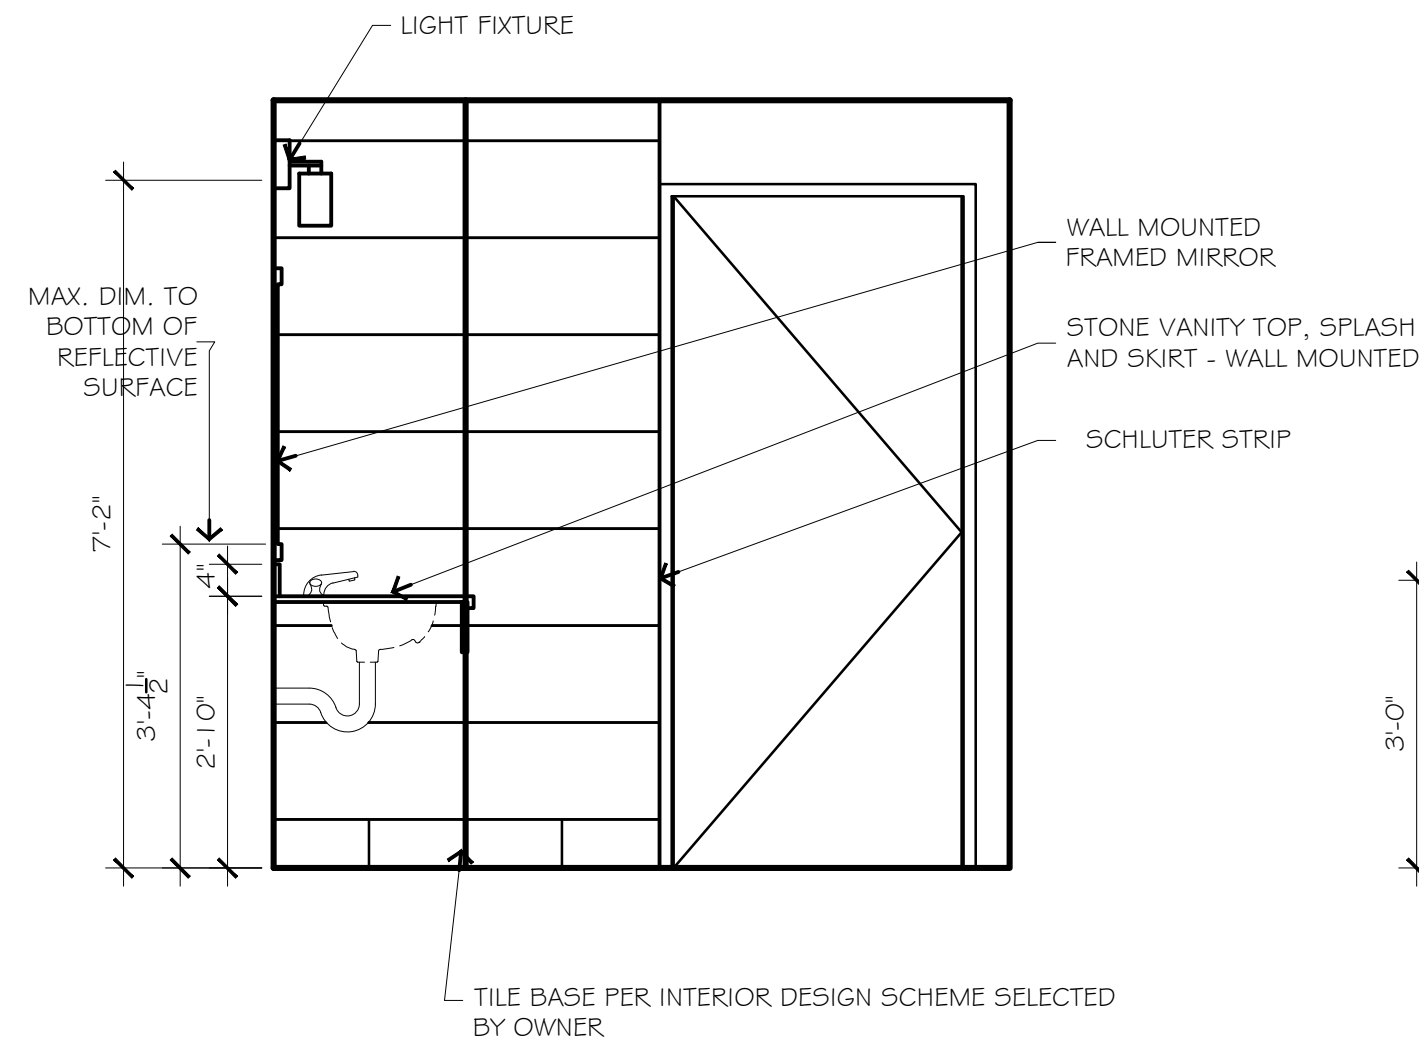 LIGHT FIXTURE
WALL MOUNTED
FRAMED MIRROR
MAX. DIM. TO
BOTTOM OF
REFLECTIVE
SURFACE
STONE VANITY TOP, SPLASH
AND SKIRT - WALL MOUNTED
SCHLUTER STRIP
7'-2"
4"
3'-4 1/2"
2'-10"
3'-0"
TILE BASE PER INTERIOR DESIGN SCHEME SELECTED
BY OWNER